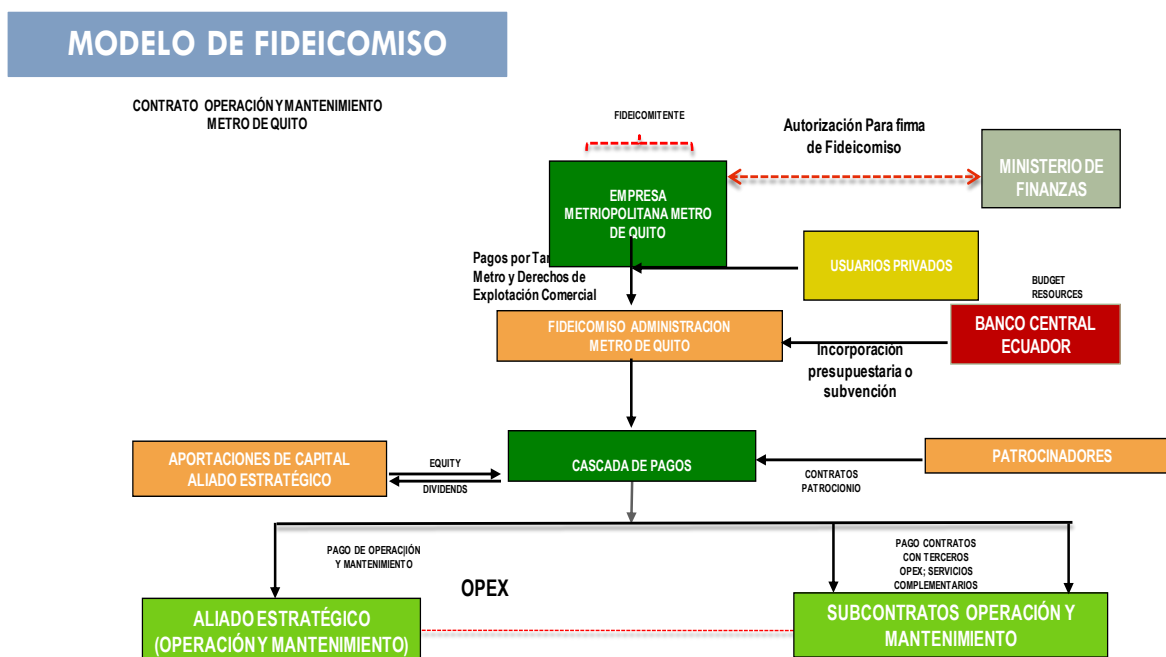 MODELO DE FIDEICOMISO
CONTRATO OPERACIÓN Y MANTENIMIENTO
METRO DE QUITO
FIDEICOMITENTE
Autorización Para firma
de Fideicomiso
MINISTERIO DE
FINANZAS
EMPRESA
METRIOPOLITANA METRO
DE QUITO
Pagos por Tar
Metro y Derechos de
Explotación Comercial
USUARIOS PRIVADOS
BUDGET
RESOURCES
FIDEICOMISO ADMINISTRACION
METRO DE QUITO
BANCO CENTRAL
ECUADOR
Incorporación
presupuestaria o
subvención
APORTACIONES DE CAPITAL
ALIADO ESTRATÉGICO
EQUITY
DIVIDENDS
CASCADA DE PAGOS
CONTRATOS
PATROCIONIO
PATROCINADORES
PAGO DE OPERACIÓN
Y MANTENIMIENTO
OPEX
PAGO CONTRATOS
CON TERCEROS
OPEX; SERVICIOS
COMPLEMENTARIOS
ALIADO ESTRATÉGICO
(OPERACIÓN Y MANTENIMIENTO)
SUBCONTRATOS OPERACIÓN Y
MANTENIMIENTO